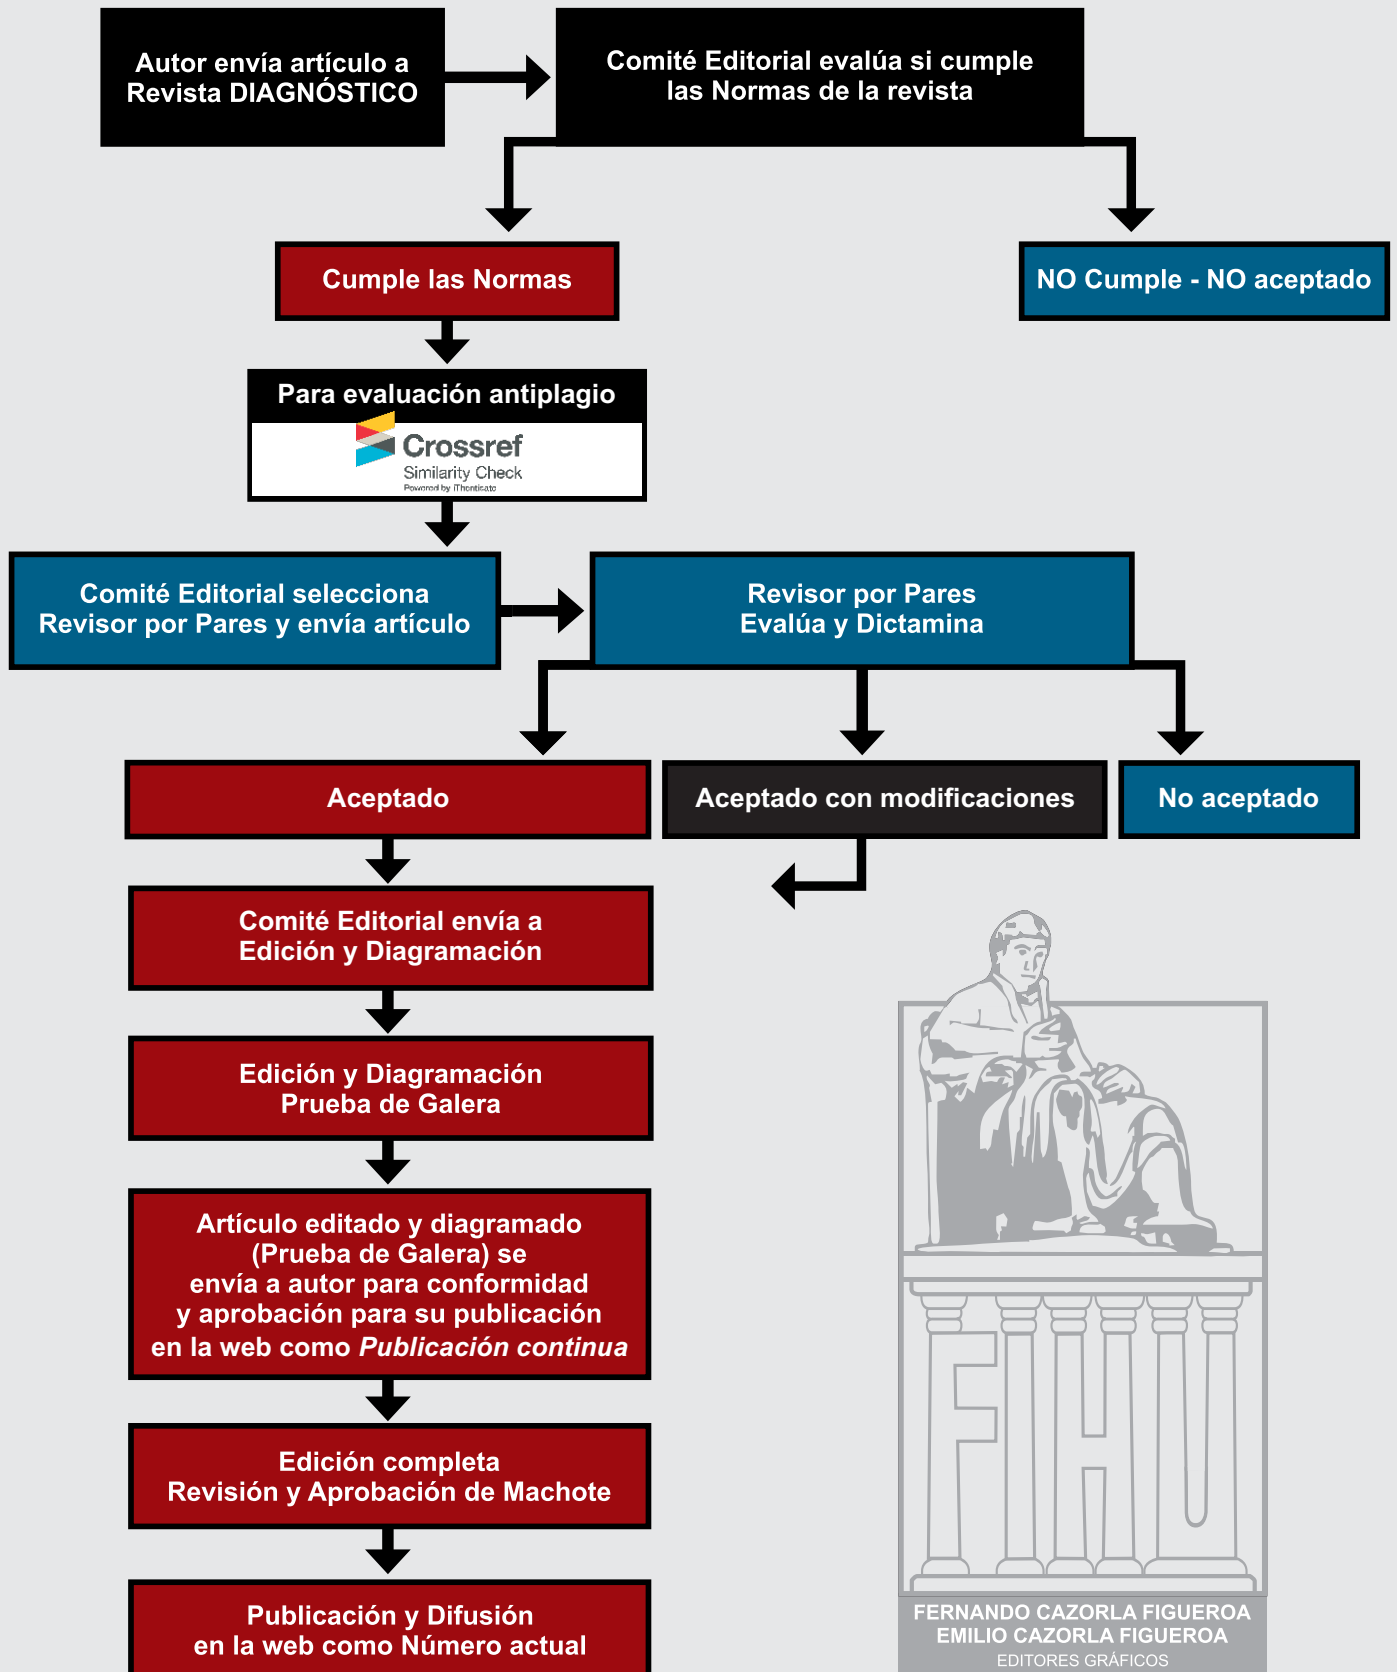 Autor envía artículo a
Revista DIAGNÓSTICO
Comité Editorial evalúa si cumple
las Normas de la revista
Cumple las Normas
NO Cumple - NO aceptado
Para evaluación antiplagio
Crossref
Similarity Check
Powered by iThenticate
Comité Editorial selecciona
Revisor por Pares y envía artículo
Revisor por Pares
Evalúa y Dictamina
Aceptado
Aceptado con modificaciones
No aceptado
Comité Editorial envía a
Edición y Diagramación
Edición y Diagramación
Prueba de Galera
Artículo editado y diagramado
(Prueba de Galera) se
envía a autor para conformidad
y aprobación para su publicación
en la web como Publicación continua
Edición completa
Revisión y Aprobación de Machote
Publicación y Difusión
en la web como Número actual
FIHU
FERNANDO CAZORLA FIGUEROA
EMILIO CAZORLA FIGUEROA
EDITORES GRÁFICOS